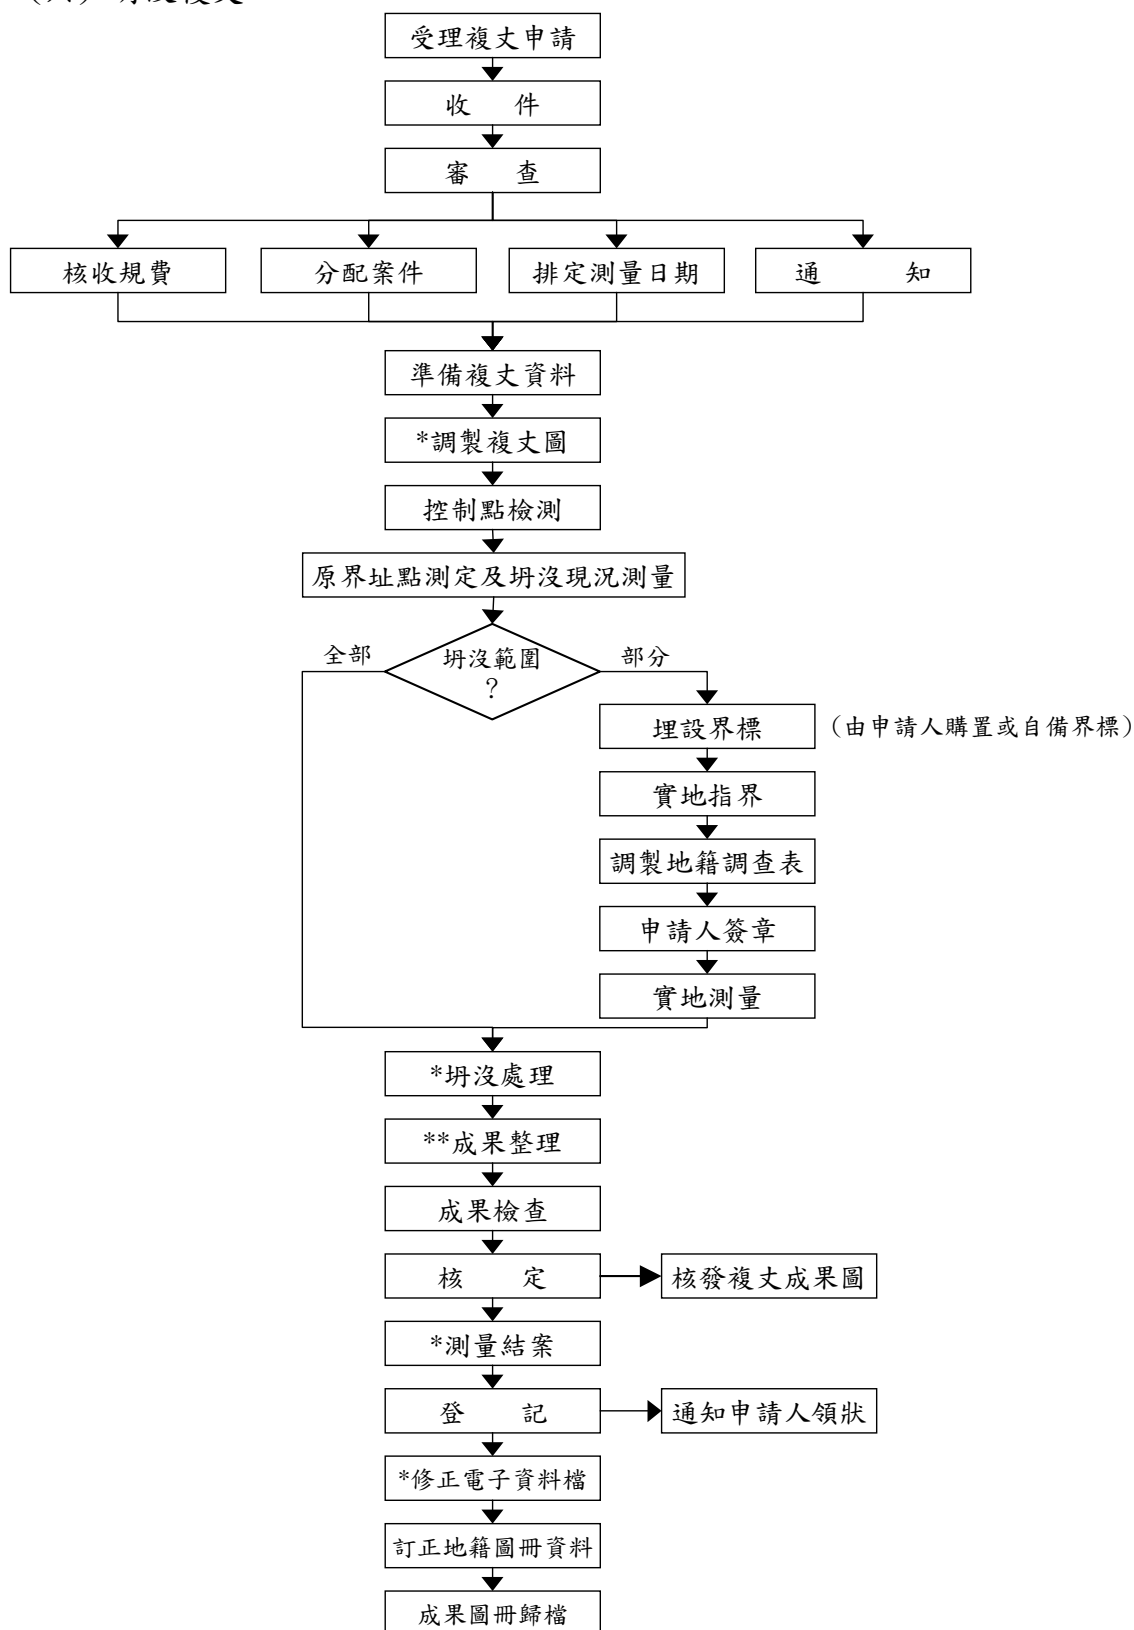 受理複丈申請
收 件
審 查
核收規費
分配案件
排定測量日期
通 知
準備複丈資料
*調製複丈圖
控制點檢測
原界址點測定及坍沒現況測量
全部
坍沒範圍
?
部分
埋設界標
(由申請人購置或自備界標)
實地指界
調製地籍調查表
申請人簽章
實地測量
*坍沒處理
**成果整理
成果檢查
核 定
核發複丈成果圖
*測量結案
登 記
通知申請人領狀
*修正電子資料檔
訂正地籍圖冊資料
成果圖冊歸檔